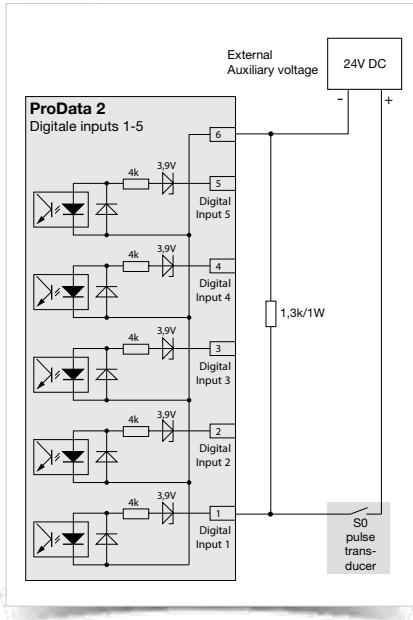 External
Auxiliary voltage
24V DC
-
+
ProData 2
Digitale inputs 1-5
6
4k
3,9V
5
Digital
Input 5
4k
3,9V
4
Digital
Input 4
1,3k/1W
4k
3,9V
3
Digital
Input 3
4k
3,9V
2
Digital
Input 2
4k
3,9V
1
Digital
Input 1
S0
pulse
trans-
ducer